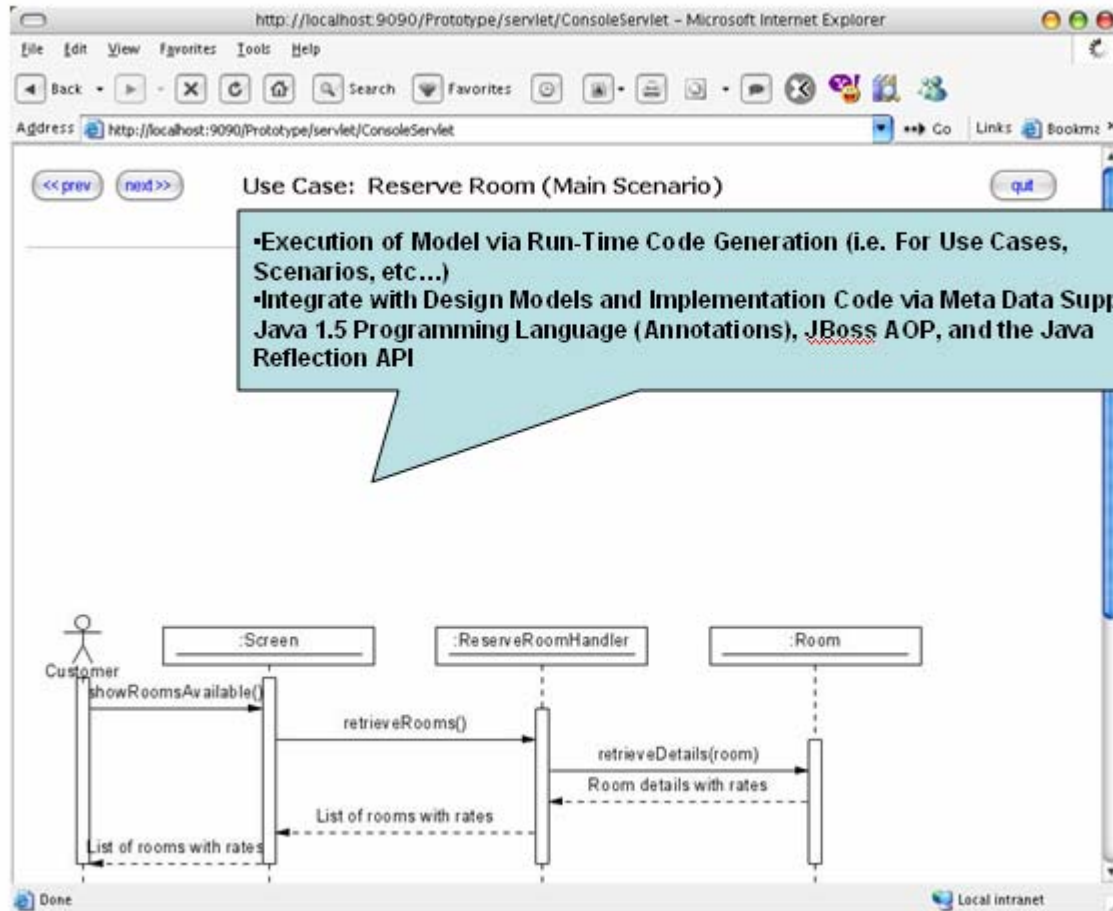 http://localhost:9090/Prototype/servlet/ConsoleServlet – Microsoft Internet Explorer
File Edit View Favorites Tools Help
Back Search Favorites
Address http://localhost:9090/Prototype/servlet/ConsoleServlet Go Links
<< prev next >> Use Case: Reserve Room (Main Scenario) quit
▪Execution of Model via Run-Time Code Generation (i.e. For Use Cases,
Scenarios, etc…)
▪Integrate with Design Models and Implementation Code via Meta Data Supp
Java 1.5 Programming Language (Annotations), JBoss AOP, and the Java
Reflection API
:Screen :ReserveRoomHandler :Room
Customer
showRoomsAvailable()
retrieveRooms()
retrieveDetails(room)
Room details with rates
List of rooms with rates
List of rooms with rates
Done Local intranet